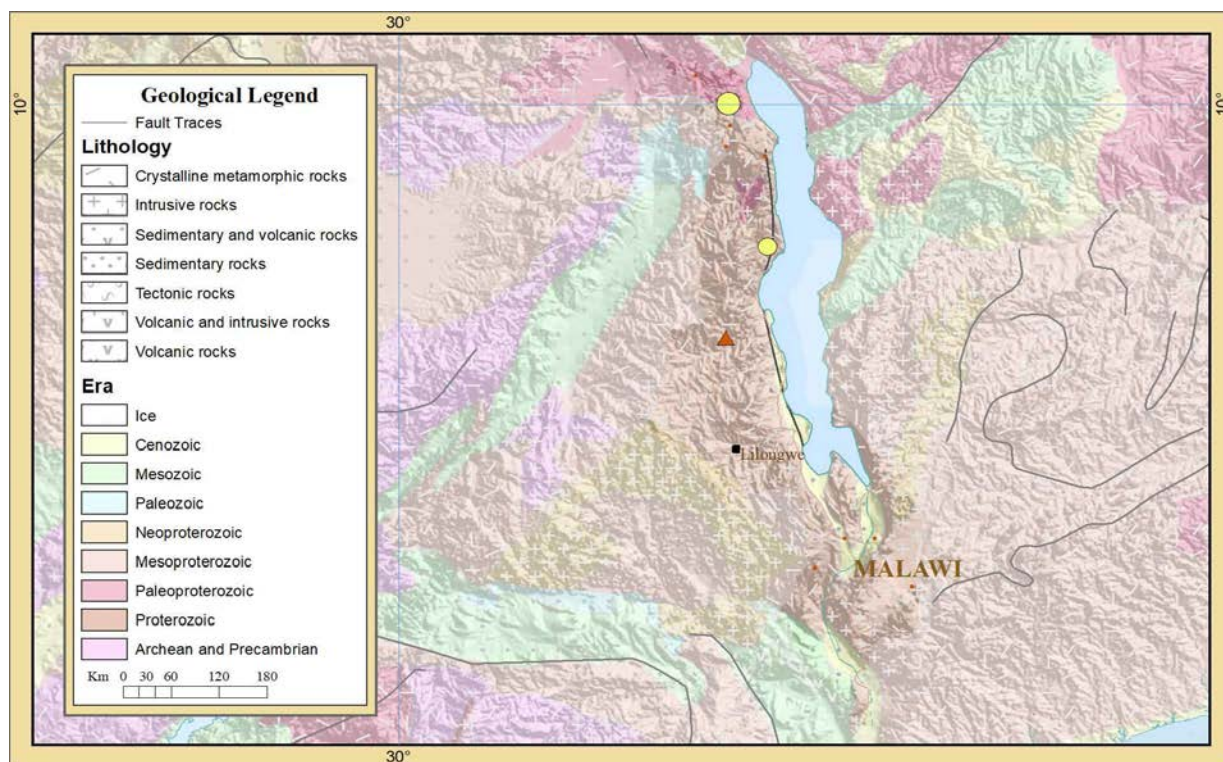 30°
10°
10°
Geological Legend
Fault Traces
Lithology
Crystalline metamorphic rocks
Intrusive rocks
Sedimentary and volcanic rocks
Sedimentary rocks
Tectonic rocks
Volcanic and intrusive rocks
Volcanic rocks
Era
Ice
Cenozoic
Mesozoic
Paleozoic
Neoproterozoic
Mesoproterozoic
Paleoproterozoic
Proterozoic
Archean and Precambrian
Km 0 30 60 120 180
Lilongwe
MALAWI
30°